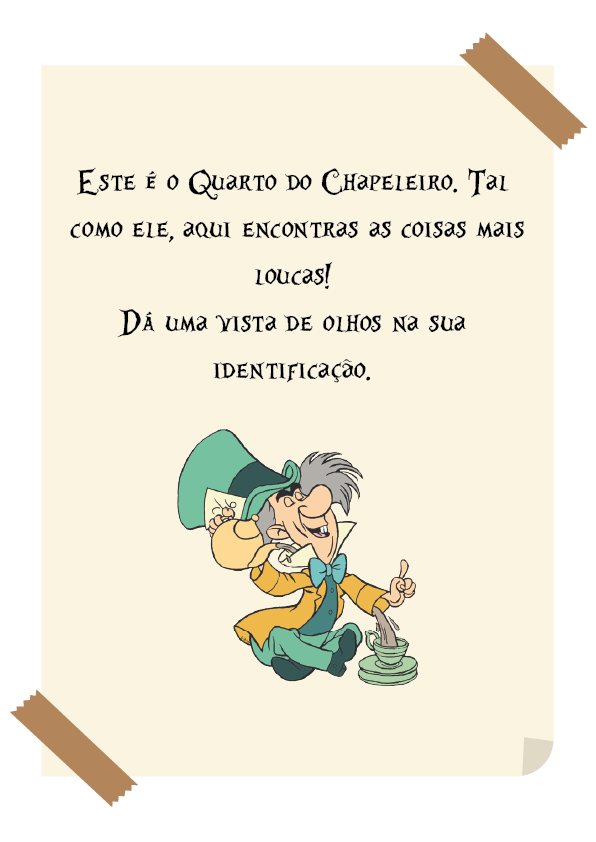 Este é o Quarto do Chapeleiro. Tal
como ele, aqui encontras as coisas mais
loucas!
Dá uma vista de olhos na sua
identificação.